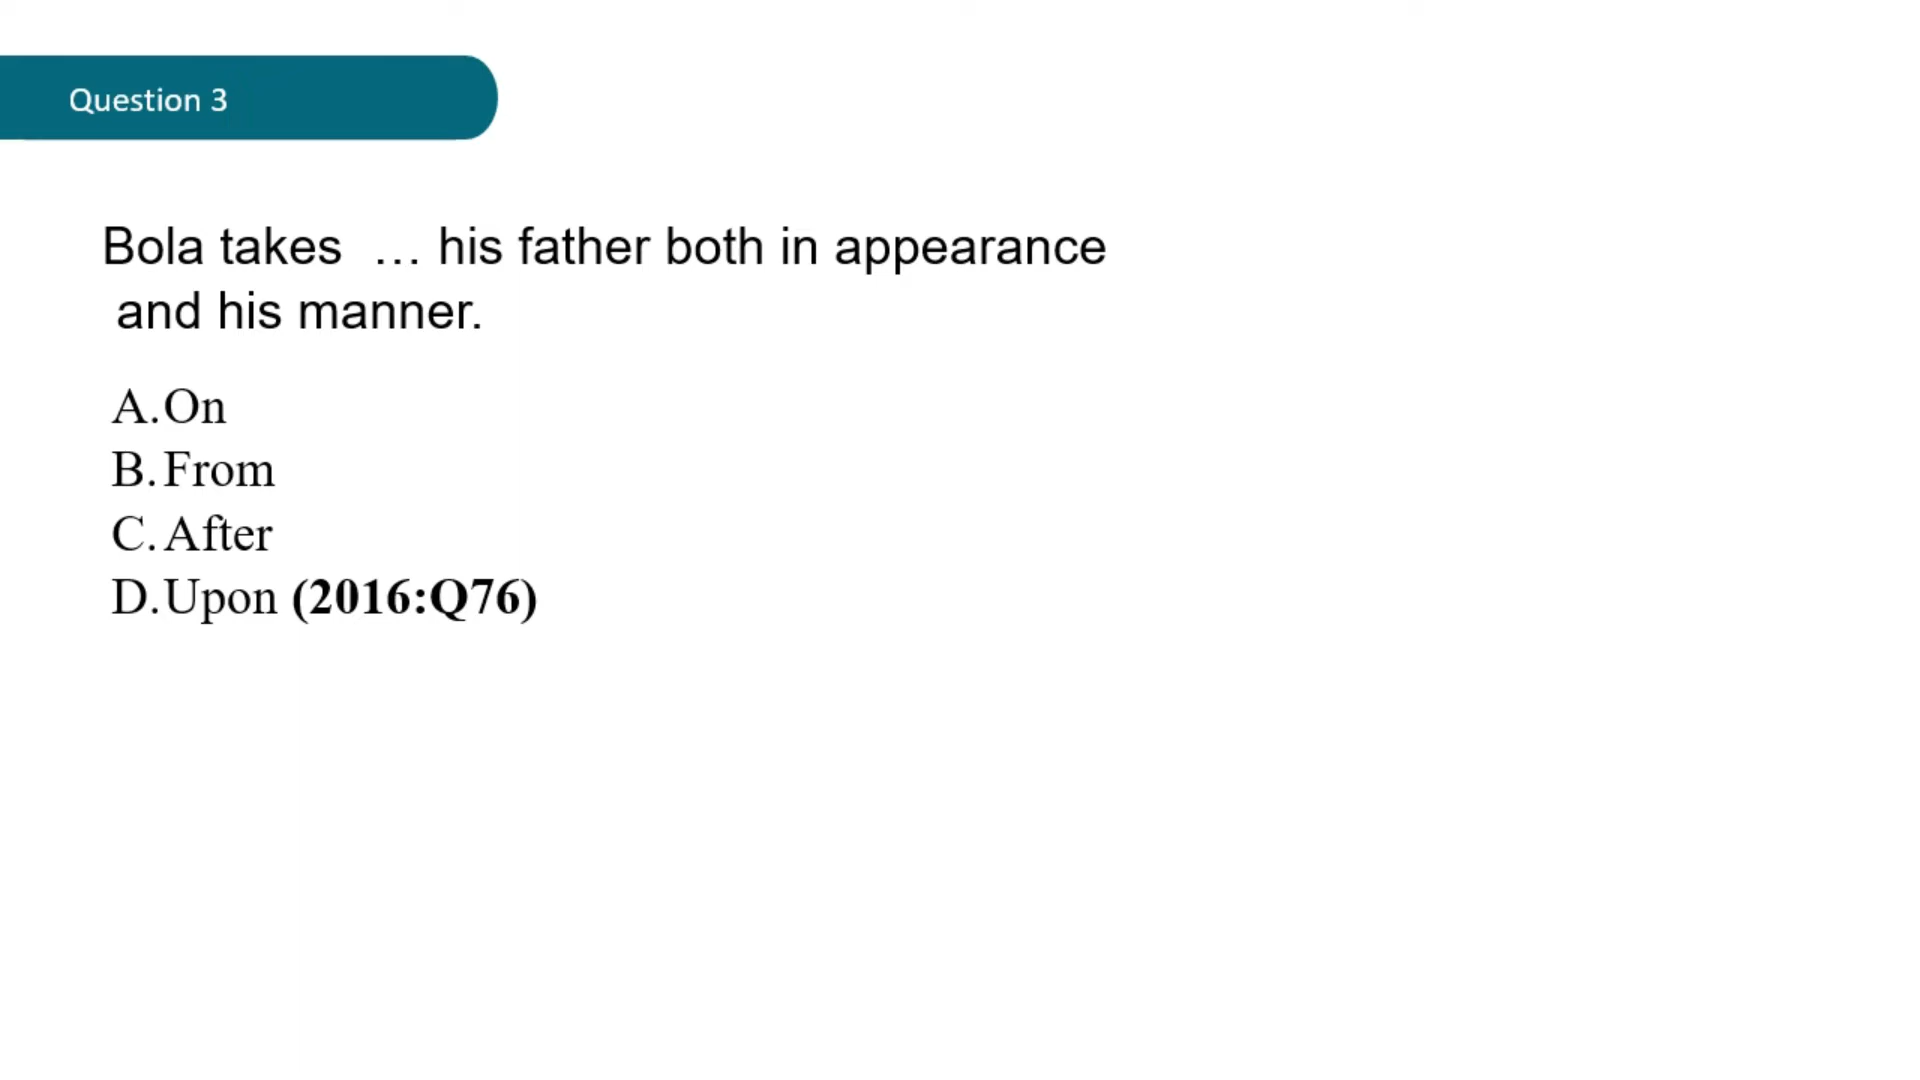 Question 3
Bola takes … his father both in appearance
and his manner.
A. On
B. From
C. After
D. Upon (2016:Q76)